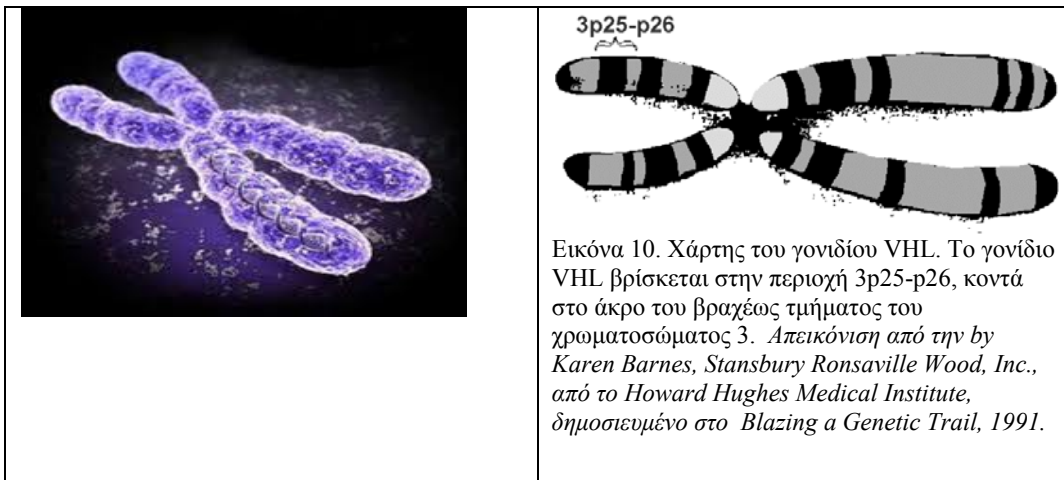 3p25-p26
Εικόνα 10. Χάρτης του γονιδίου VHL. Το γονίδιο
VHL βρίσκεται στην περιοχή 3p25-p26, κοντά
στο άκρο του βραχέως τμήματος του
χρωματοσώματος 3. Απεικόνιση από την by
Karen Barnes, Stansbury Ronsaville Wood, Inc.,
από το Howard Hughes Medical Institute,
δημοσιευμένο στο Blazing a Genetic Trail, 1991.